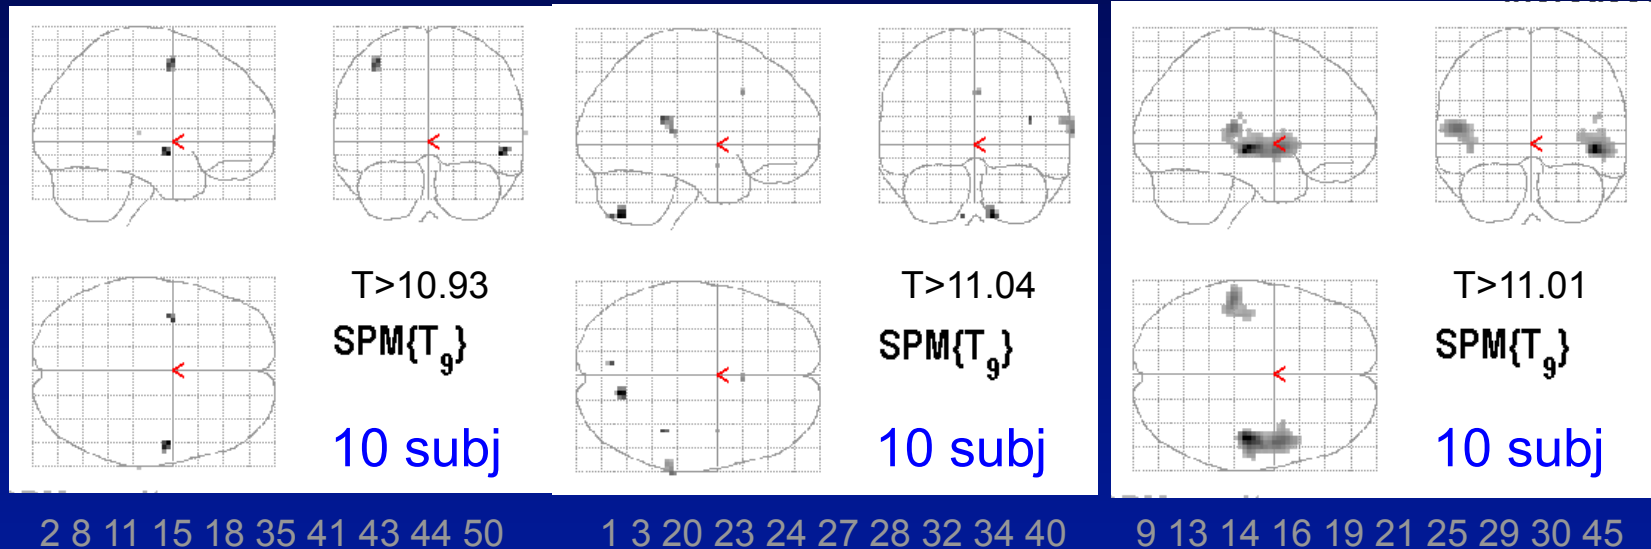 T>10.93
SPM{T9}
10 subj
2 8 11 15 18 35 41 43 44 50
T>11.04
SPM{T9}
10 subj
1 3 20 23 24 27 28 32 34 40
T>11.01
SPM{T9}
10 subj
9 13 14 16 19 21 25 29 30 45